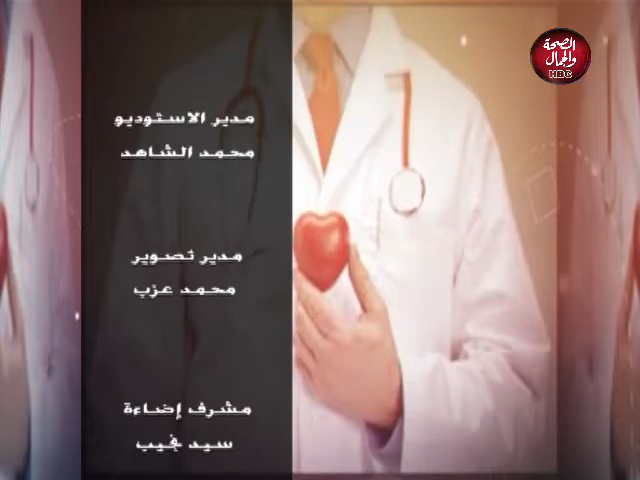 الصحة
والجمال
HBC
مدير الاستوديو
محمد الشاهد
مدير تصوير
محمد عزب
مشرف إضاءة
سيد نجيب